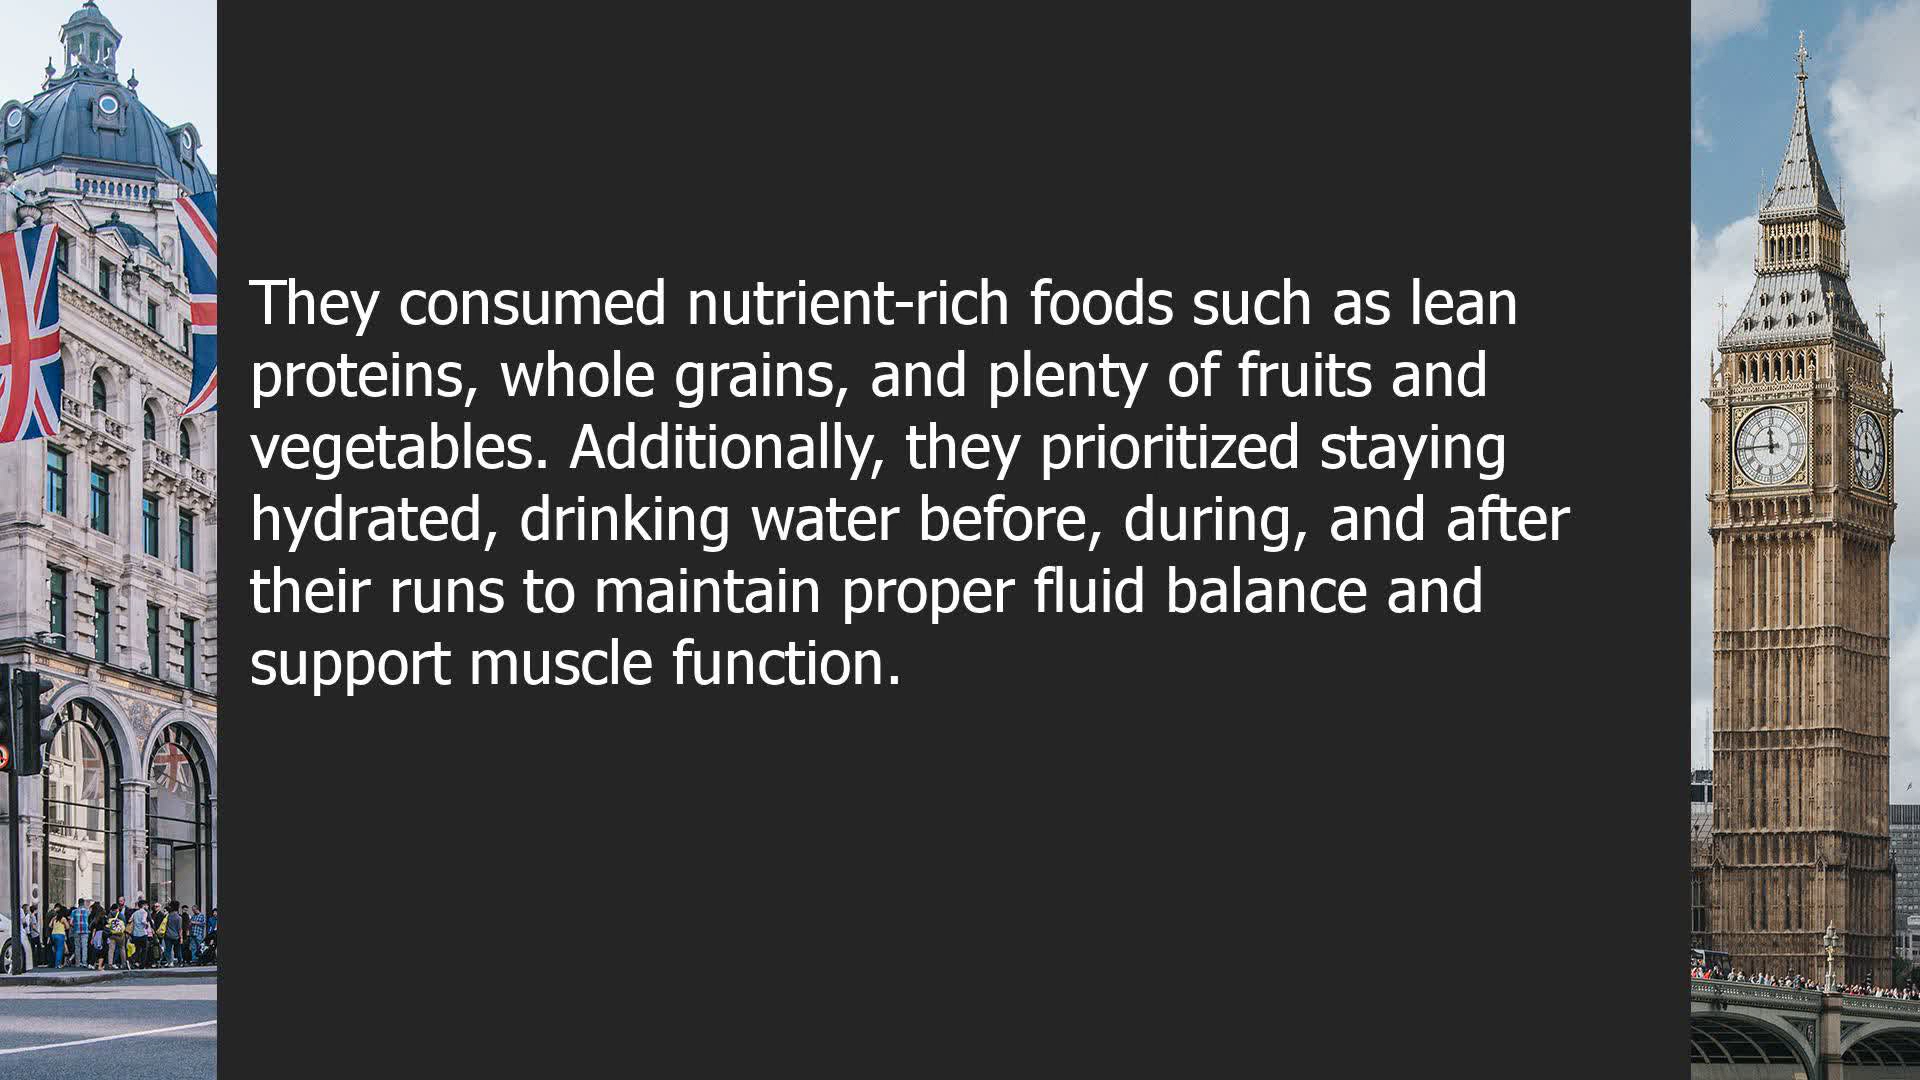 They consumed nutrient-rich foods such as lean
proteins, whole grains, and plenty of fruits and
vegetables. Additionally, they prioritized staying
hydrated, drinking water before, during, and after
their runs to maintain proper fluid balance and
support muscle function.